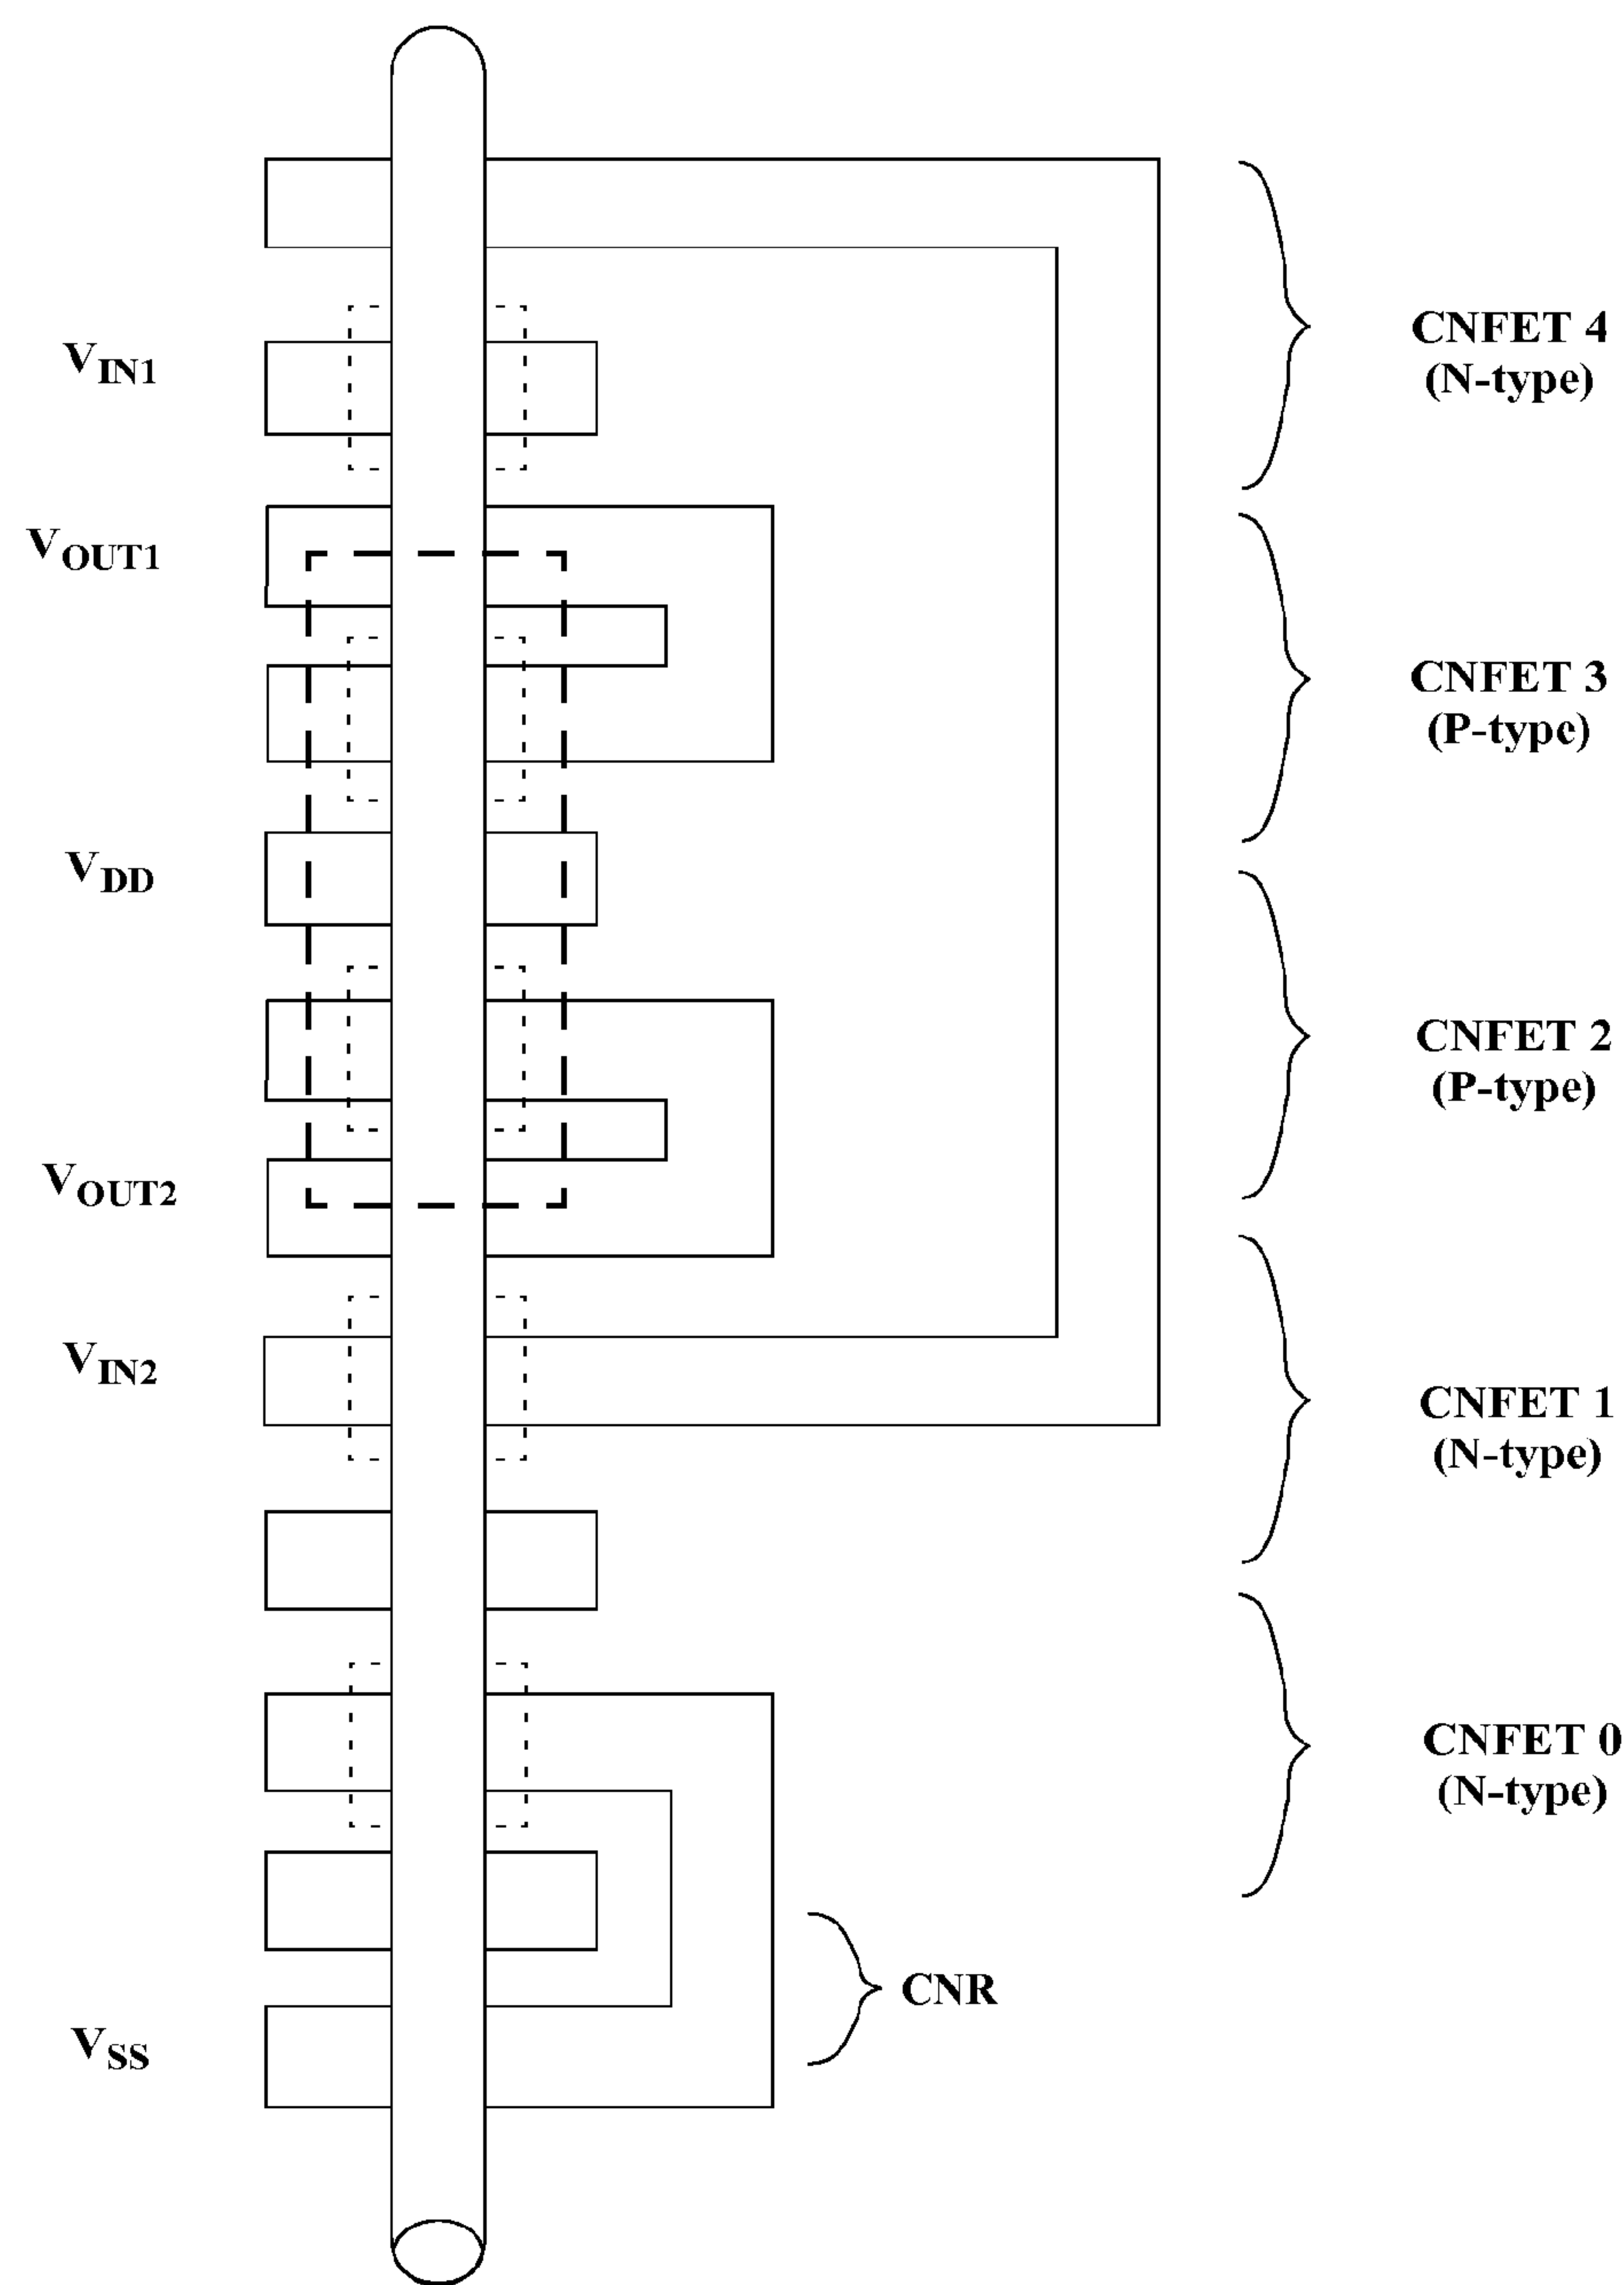 V_IN1
CNFET 4
(N-type)
V_OUT1
CNFET 3
(P-type)
V_DD
CNFET 2
(P-type)
V_OUT2
V_IN2
CNFET 1
(N-type)
CNFET 0
(N-type)
CNR
V_SS